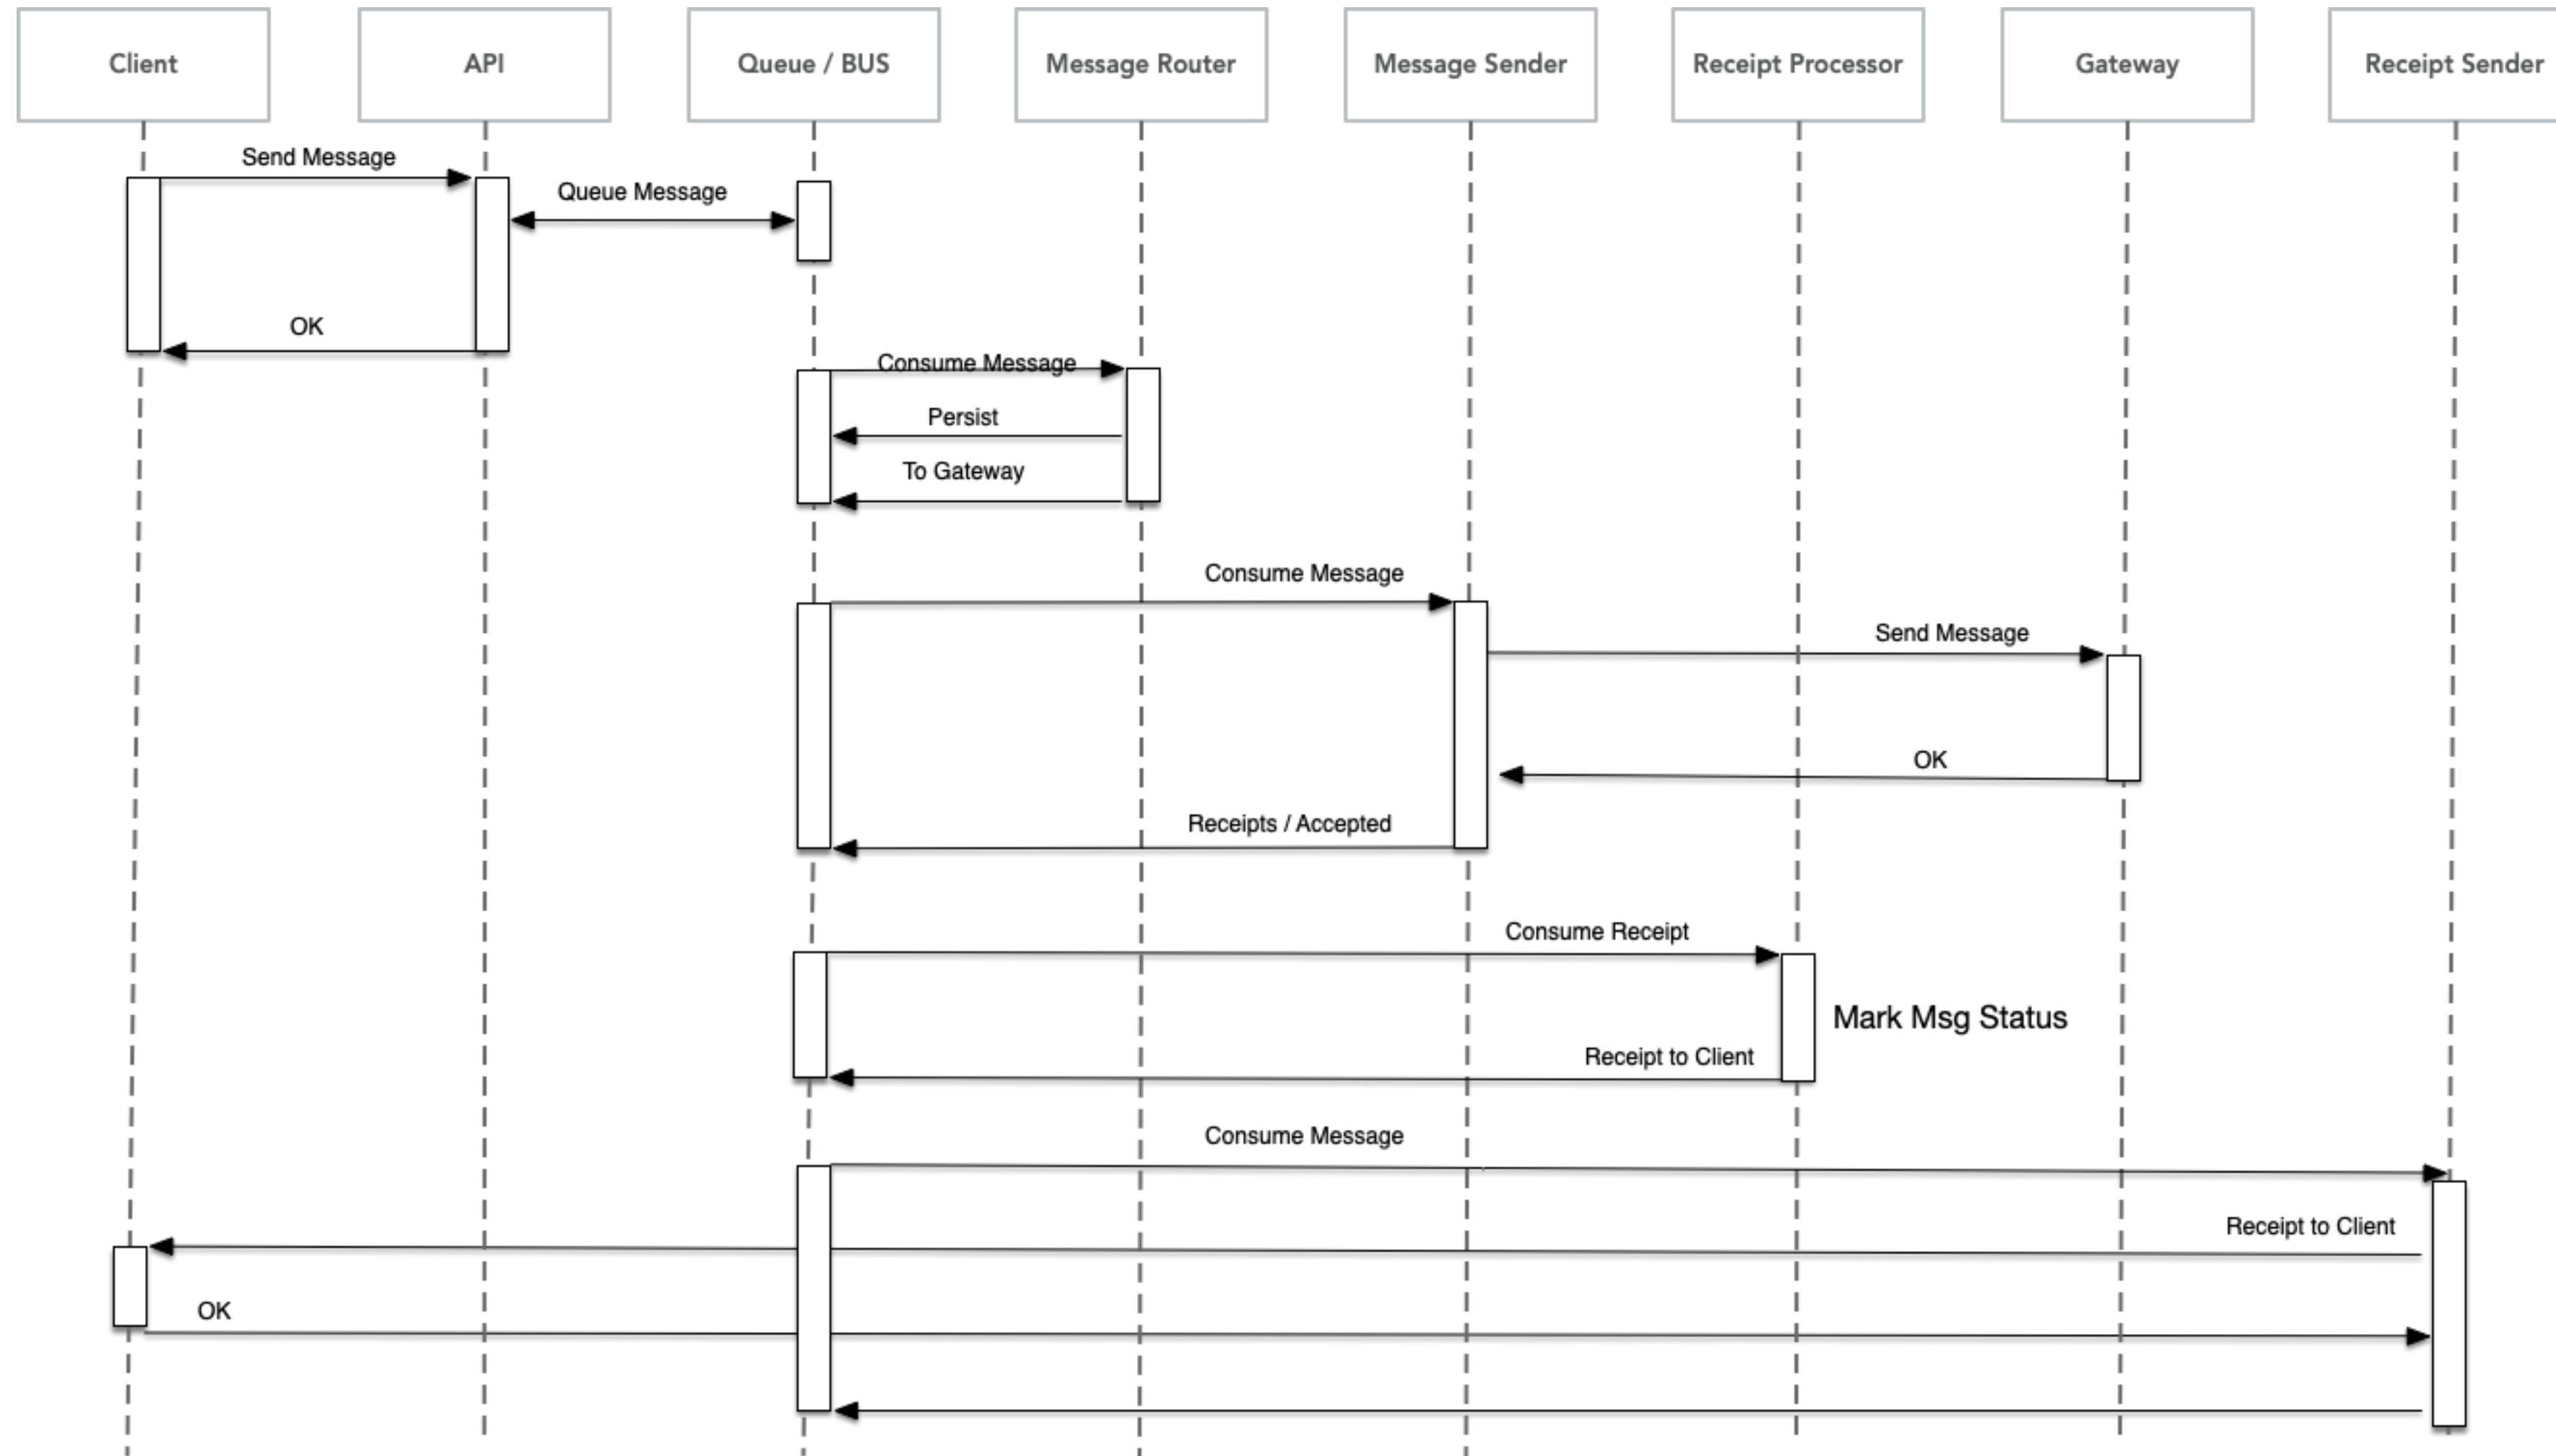 Client
API
Queue / BUS
Message Router
Message Sender
Receipt Processor
Gateway
Receipt Sender
Send Message
Queue Message
OK
Consume Message
Persist
To Gateway
Consume Message
Send Message
OK
Receipts / Accepted
Consume Receipt
Mark Msg Status
Receipt to Client
Consume Message
Receipt to Client
OK